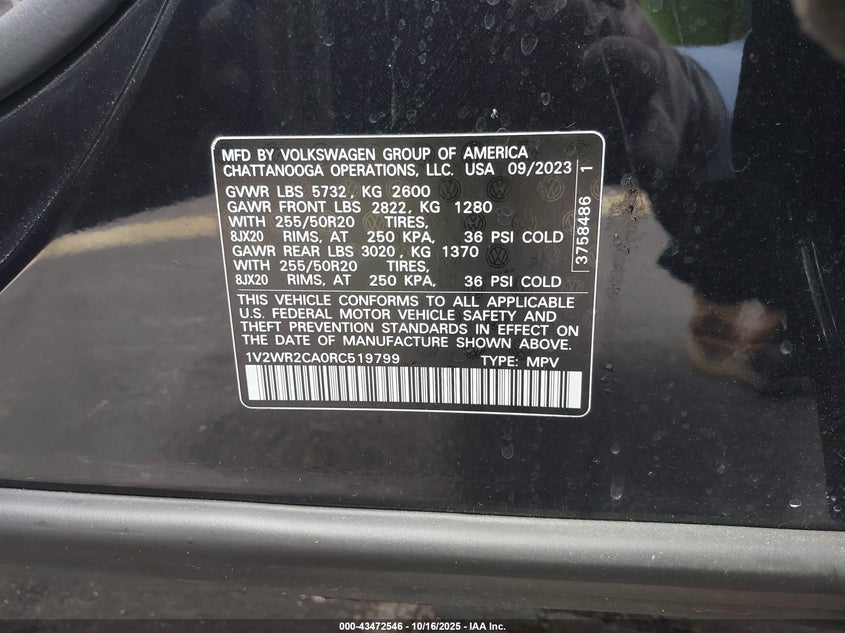 MFD BY VOLKSWAGEN GROUP OF AMERICA
CHATTANOOGA OPERATIONS, LLC. USA 09/2023
GVWR LBS 5732, KG 2600
GAWR FRONT LBS 2822, KG 1280
WITH 255/50R20 TIRES,
8JX20 RIMS, AT 250 KPA, 36 PSI COLD
GAWR REAR LBS 3020, KG 1370
WITH 255/50R20 TIRES,
8JX20 RIMS, AT 250 KPA, 36 PSI COLD
3758486 1
THIS VEHICLE CONFORMS TO ALL APPLICABLE
U.S. FEDERAL MOTOR VEHICLE SAFETY AND
THEFT PREVENTION STANDARDS IN EFFECT ON
THE DATE OF MANUFACTURE SHOWN ABOVE.
1V2WR2CA0RC519799 TYPE: MPV
000-43472546 - 10/16/2025 - IAA Inc.